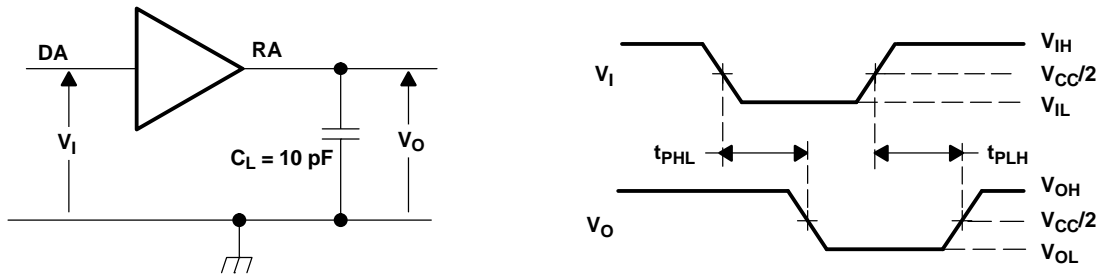 DA
RA
V_I
C_L = 10 pF
V_O
V_I
V_IH
V_CC/2
V_IL
t_PHL
t_PLH
V_O
V_OH
V_CC/2
V_OL